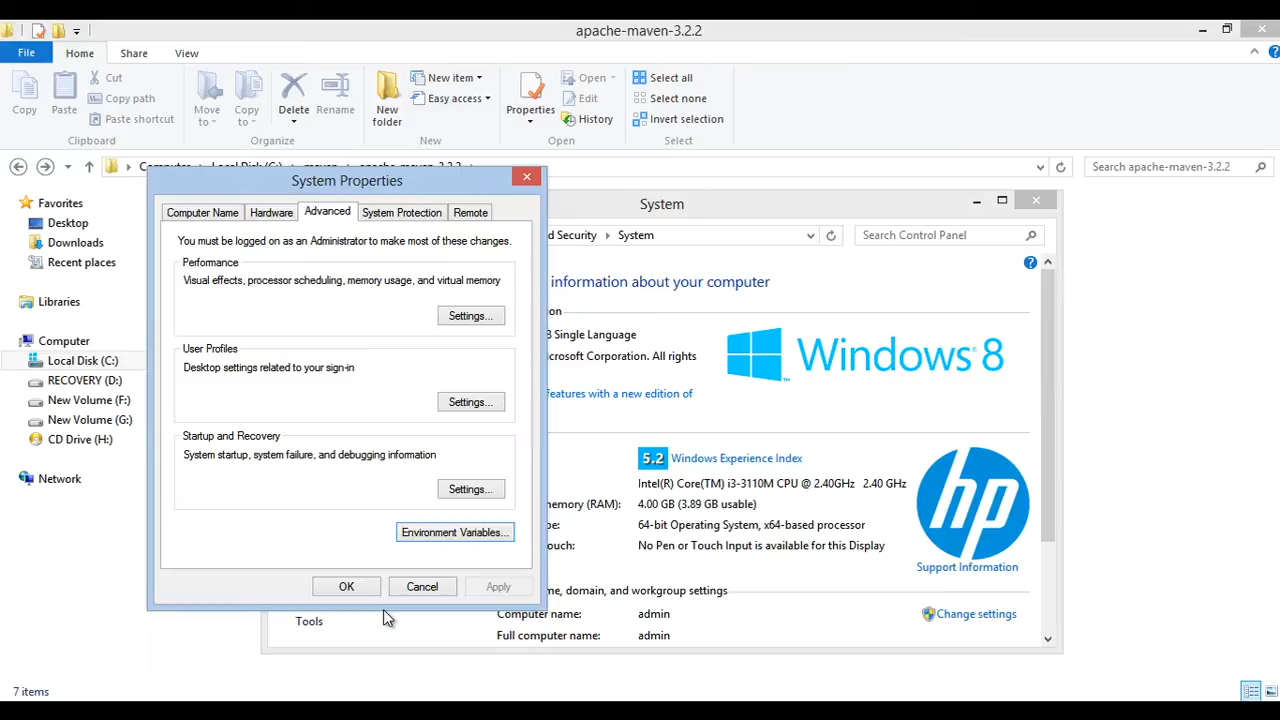 apache-maven-3.2.2
File Home Share View
Copy
Paste
Cut
Copy path
Paste shortcut
Clipboard
Move to
Copy to
Delete
Rename
Organize
New folder
New item
Easy access
New
Properties
Open
Edit
History
Open
Select all
Select none
Invert selection
Select
Search apache-maven-3.2.2
Favorites
Desktop
Downloads
Recent places
Libraries
Computer
Local Disk (C:)
RECOVERY (D:)
New Volume (F:)
New Volume (G:)
CD Drive (H:)
Network
7 items
System Properties
Computer Name Hardware Advanced System Protection Remote
You must be logged on as an Administrator to make most of these changes.
Performance
Visual effects, processor scheduling, memory usage, and virtual memory
Settings...
User Profiles
Desktop settings related to your sign-in
Settings...
Startup and Recovery
System startup, system failure, and debugging information
Settings...
Environment Variables...
OK Cancel Apply
System
d Security System
Search Control Panel
information about your computer
on
8 Single Language
icrosoft Corporation. All rights
features with a new edition of
Windows 8
5.2 Windows Experience Index
Intel(R) Core(TM) i3-3110M CPU @ 2.40GHz 2.40 GHz
emory (RAM): 4.00 GB (3.89 GB usable)
pe: 64-bit Operating System, x64-based processor
ouch: No Pen or Touch Input is available for this Display
hp
Support Information
me, domain, and workgroup settings
Computer name: admin
Change settings
Full computer name: admin
Tools